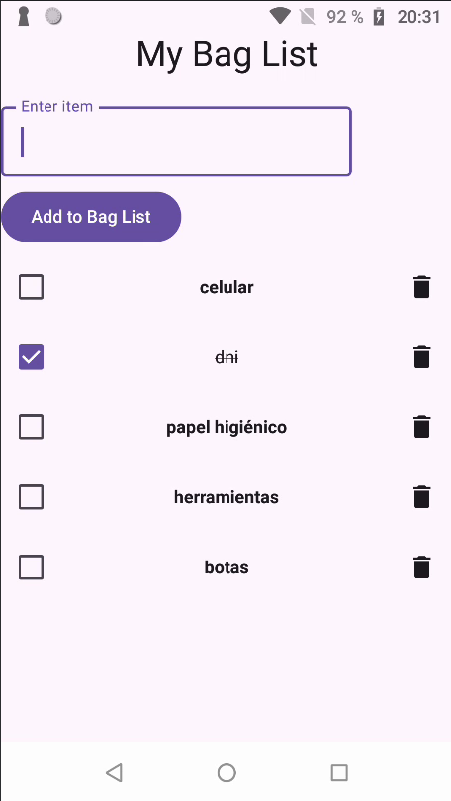 92 % 20:31
My Bag List
Enter item
Add to Bag List
celular
dni
papel higiénico
herramientas
botas